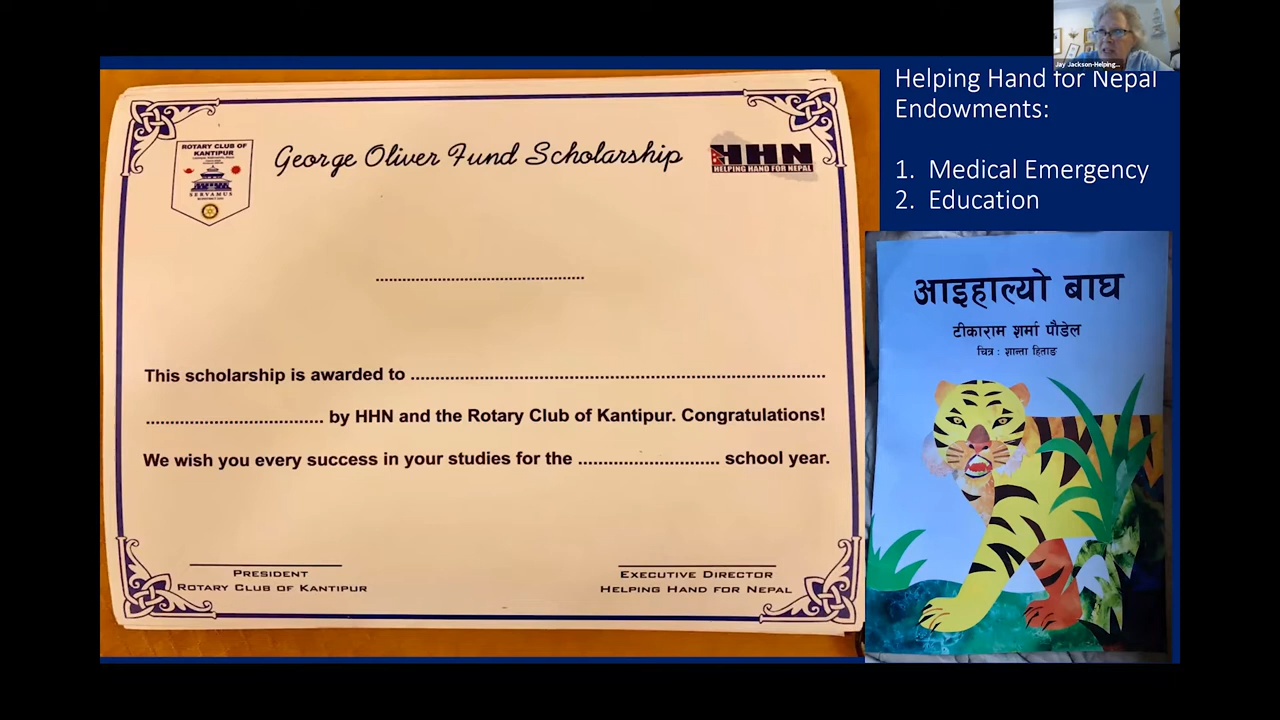 Jay Jackson-Helping...
Helping Hand for Nepal
Endowments:
1. Medical Emergency
2. Education
ROTARY CLUB OF
KANTIPUR
SERVAMUS
George Oliver Fund Scholarship
HHN
HELPING HAND FOR NEPAL
This scholarship is awarded to ................................................................................
.................................. by HHN and the Rotary Club of Kantipur. Congratulations!
We wish you every success in your studies for the ........................... school year.
PRESIDENT
ROTARY CLUB OF KANTIPUR
EXECUTIVE DIRECTOR
HELPING HAND FOR NEPAL
आइहाल्यो बाघ
टीकाराम शर्मा पौडेल
चित्र : शान्ता हिताङ